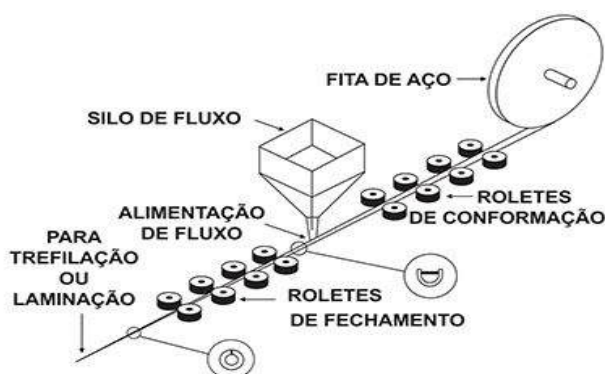 FITA DE AÇO
SILO DE FLUXO
ROLETES
DE CONFORMAÇÃO
ALIMENTAÇÃO
DE FLUXO
PARA
TREFILAÇÃO
OU
LAMINAÇÃO
ROLETES
DE FECHAMENTO